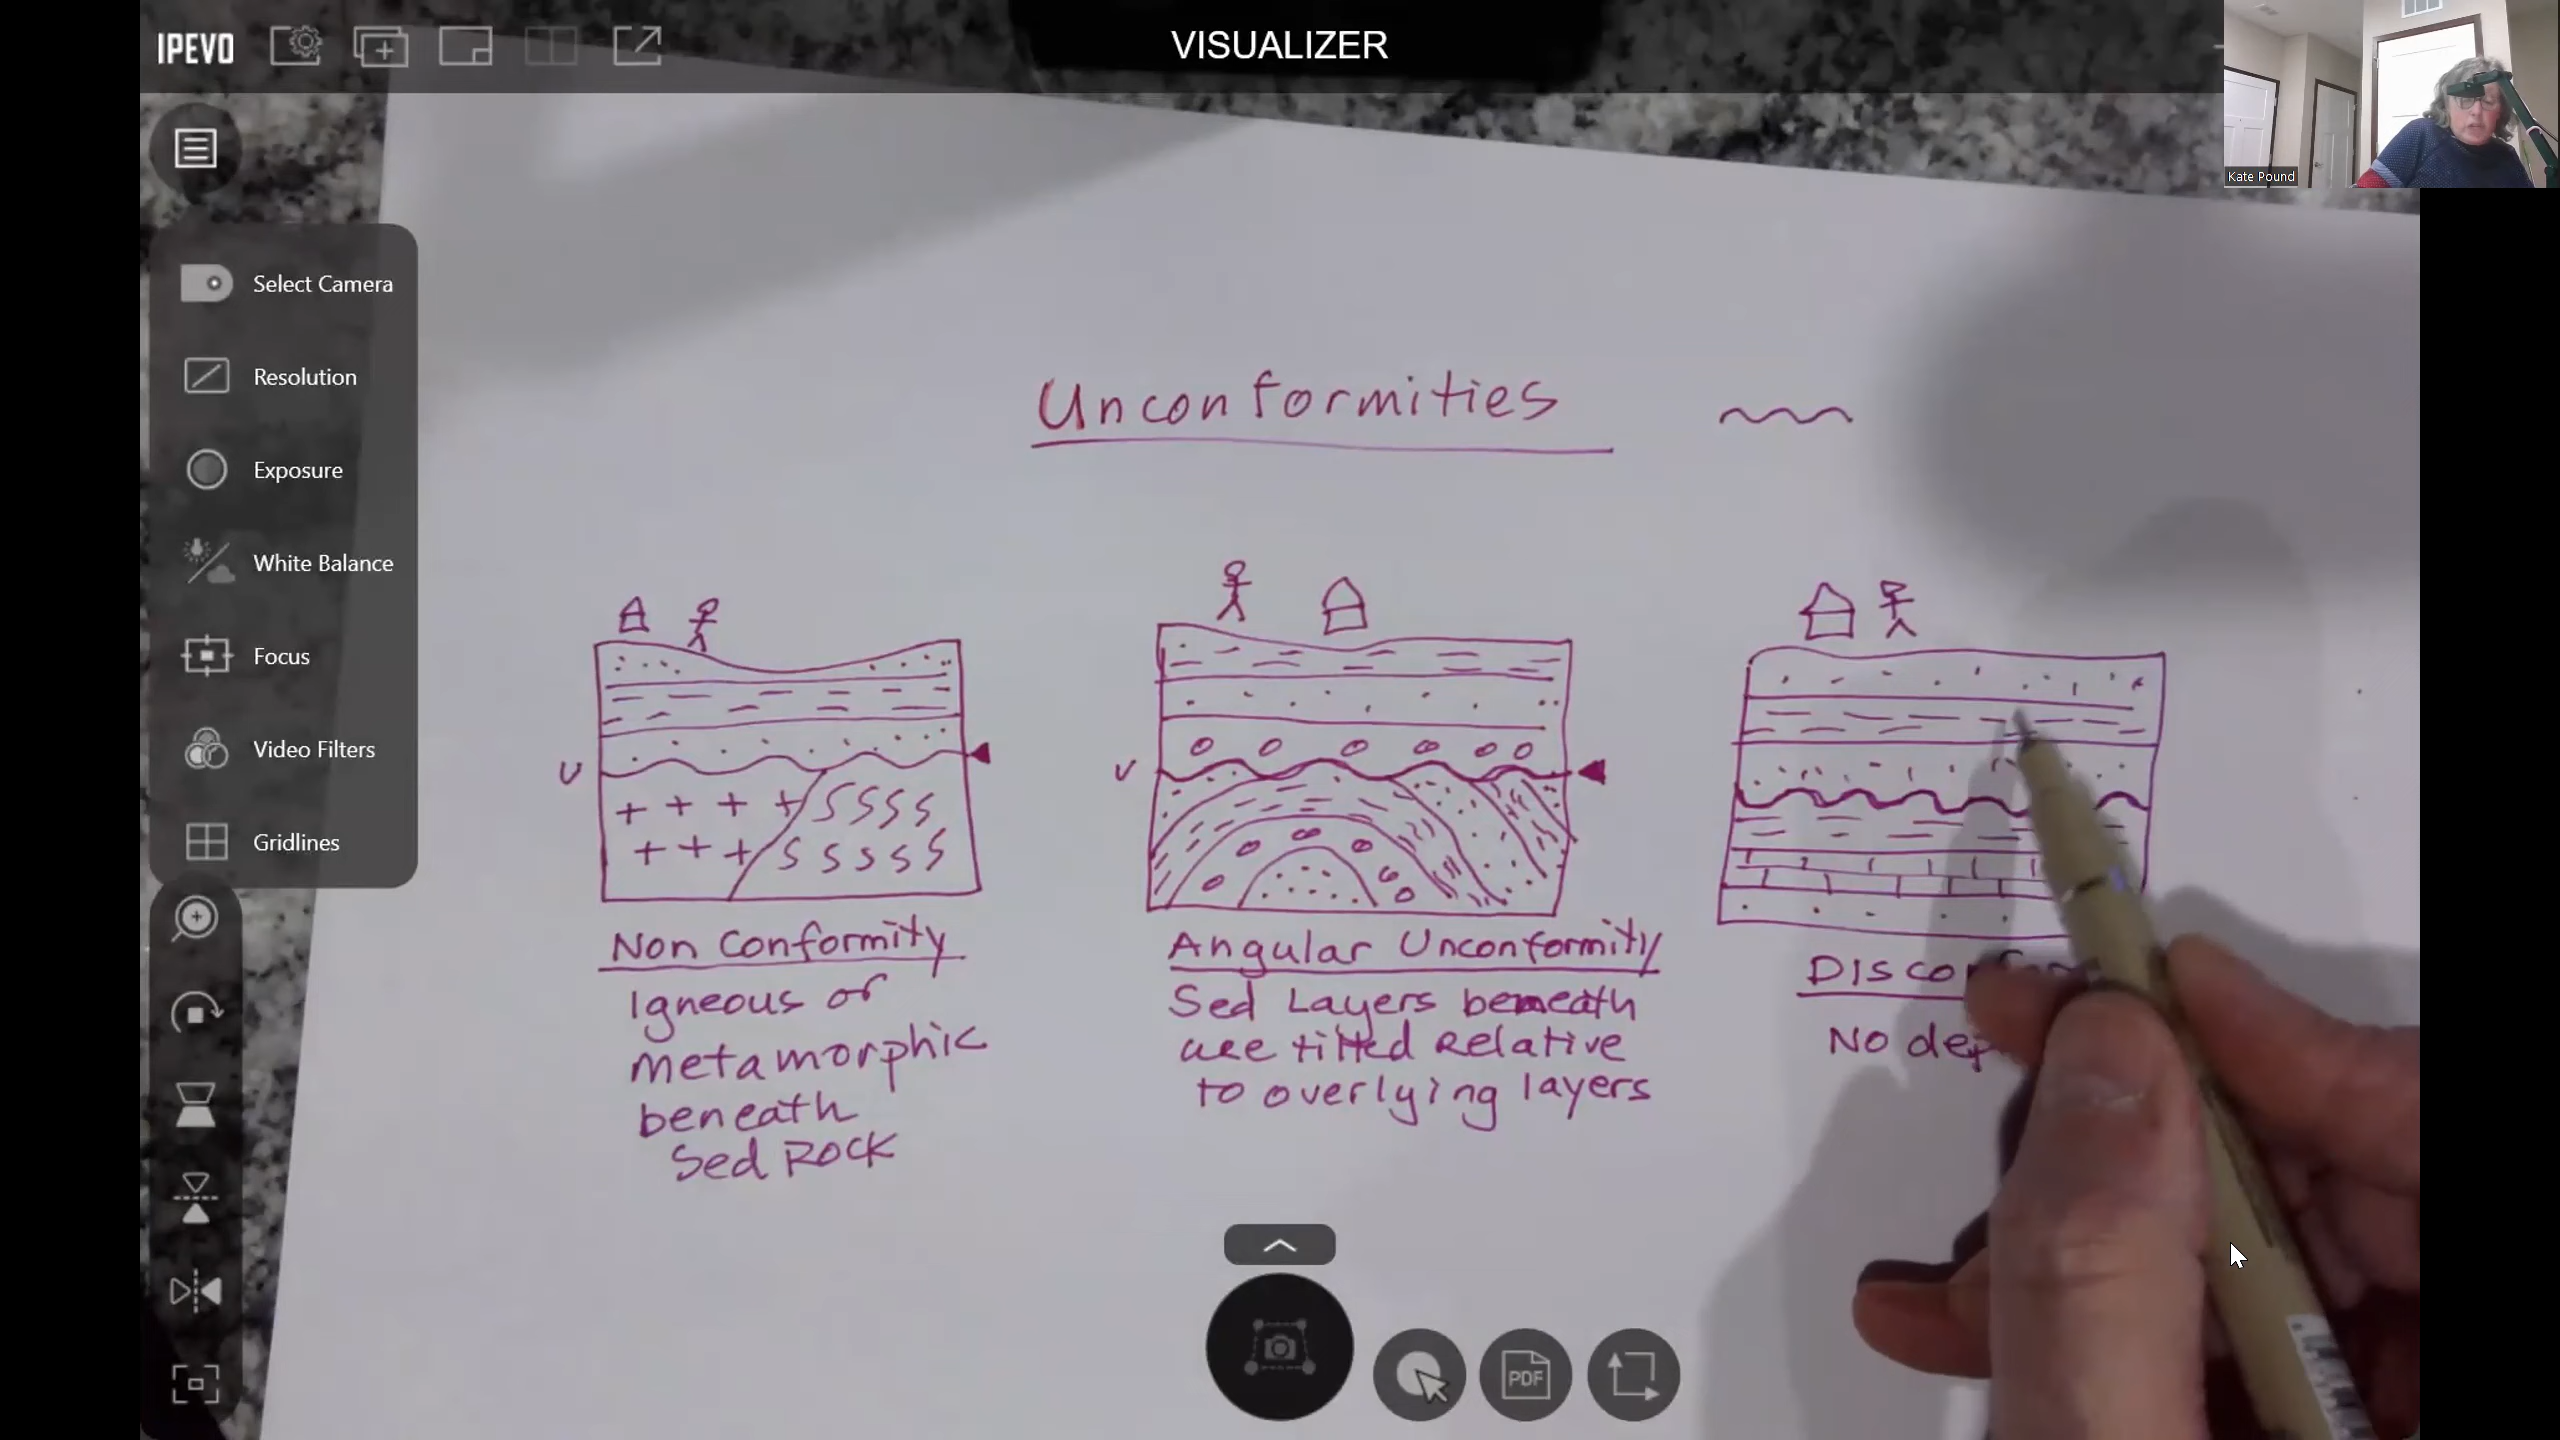 IPEVO
VISUALIZER
Kate Pound
Select Camera
Resolution
Exposure
White Balance
Focus
Video Filters
Gridlines
Unconformities
U
+ + + + S S S S
+ + + S S S S S
Non Conformity
Igneous or
metamorphic
beneath
Sed Rock
U
Angular Unconformity
Sed Layers beneath
are tilted Relative
to overlying layers
No
PDF